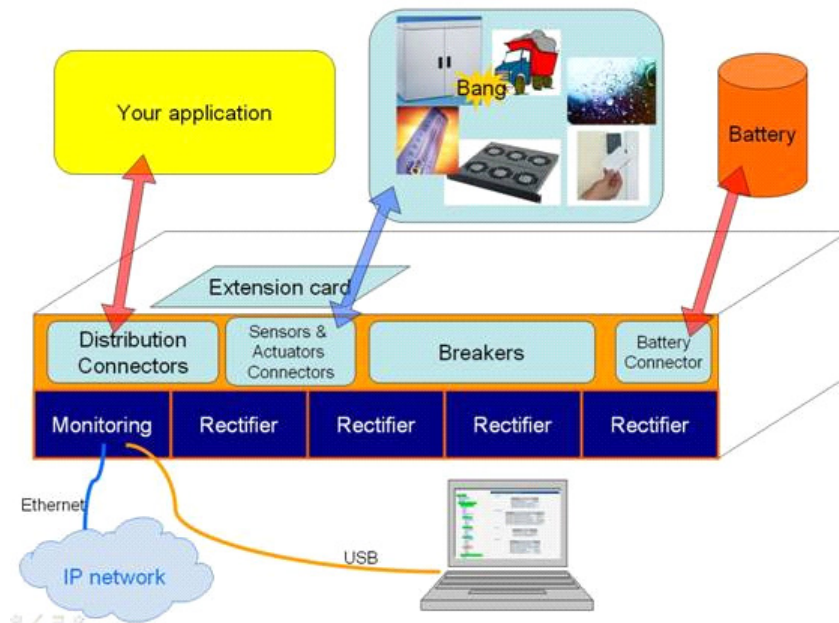 Your application
Bang
Battery
Extension card
Distribution
Connectors
Sensors &
Actuators
Connectors
Breakers
Battery
Connector
Monitoring
Rectifier
Rectifier
Rectifier
Rectifier
Ethernet
USB
IP network